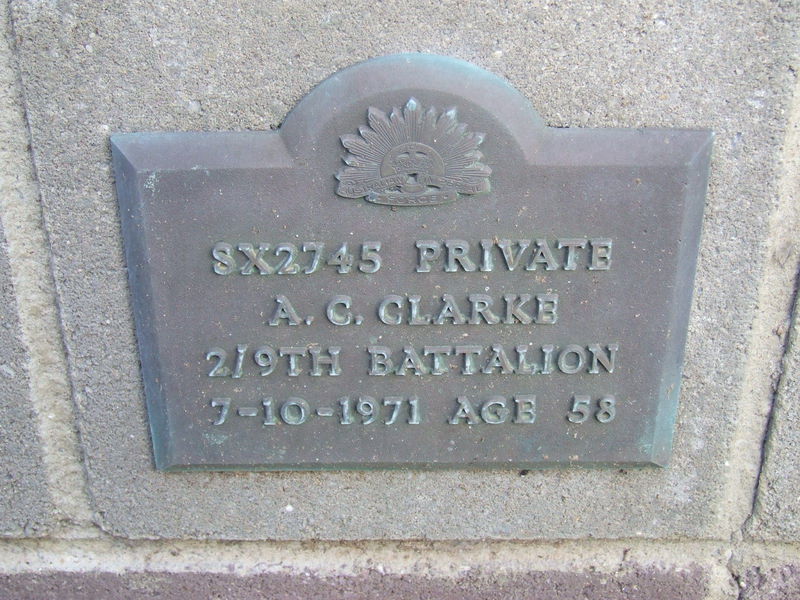 SX2745 PRIVATE
A. C. CLARKE
2/9TH BATTALION
7-10-1971 AGE 58